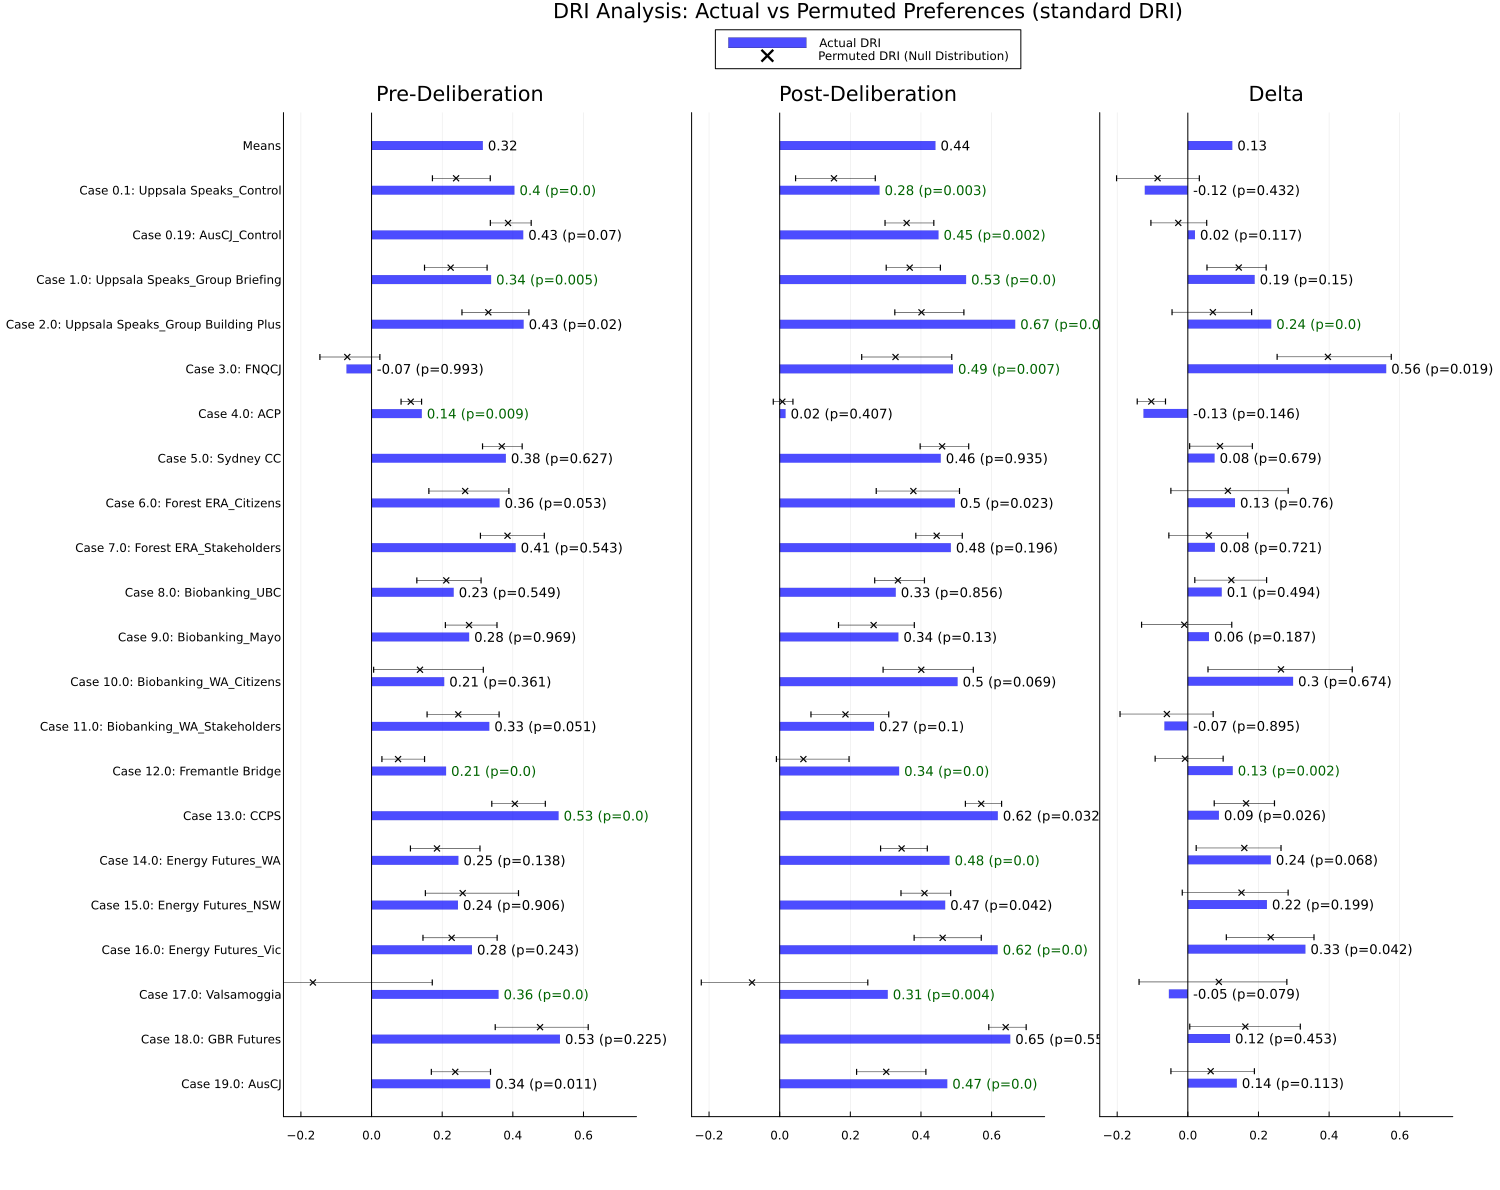 DRI Analysis: Actual vs Permuted Preferences (standard DRI)
Actual DRI
Permuted DRI (Null Distribution)
Pre-Deliberation Post-Deliberation Delta
Means 0.32 0.44 0.13
Case 0.1: Uppsala Speaks_Control 0.4 (p=0.0) 0.28 (p=0.003) -0.12 (p=0.432)
Case 0.19: AusCJ_Control 0.43 (p=0.07) 0.45 (p=0.002) 0.02 (p=0.117)
Case 1.0: Uppsala Speaks_Group Briefing 0.34 (p=0.005) 0.53 (p=0.0) 0.19 (p=0.15)
Case 2.0: Uppsala Speaks_Group Building Plus 0.43 (p=0.02) 0.67 (p=0.0 0.24 (p=0.0)
Case 3.0: FNQCJ -0.07 (p=0.993) 0.49 (p=0.007) 0.56 (p=0.019)
Case 4.0: ACP 0.14 (p=0.009) 0.02 (p=0.407) -0.13 (p=0.146)
Case 5.0: Sydney CC 0.38 (p=0.627) 0.46 (p=0.935) 0.08 (p=0.679)
Case 6.0: Forest ERA_Citizens 0.36 (p=0.053) 0.5 (p=0.023) 0.13 (p=0.76)
Case 7.0: Forest ERA_Stakeholders 0.41 (p=0.543) 0.48 (p=0.196) 0.08 (p=0.721)
Case 8.0: Biobanking_UBC 0.23 (p=0.549) 0.33 (p=0.856) 0.1 (p=0.494)
Case 9.0: Biobanking_Mayo 0.28 (p=0.969) 0.34 (p=0.13) 0.06 (p=0.187)
Case 10.0: Biobanking_WA_Citizens 0.21 (p=0.361) 0.5 (p=0.069) 0.3 (p=0.674)
Case 11.0: Biobanking_WA_Stakeholders 0.33 (p=0.051) 0.27 (p=0.1) -0.07 (p=0.895)
Case 12.0: Fremantle Bridge 0.21 (p=0.0) 0.34 (p=0.0) 0.13 (p=0.002)
Case 13.0: CCPS 0.53 (p=0.0) 0.62 (p=0.032 0.09 (p=0.026)
Case 14.0: Energy Futures_WA 0.25 (p=0.138) 0.48 (p=0.0) 0.24 (p=0.068)
Case 15.0: Energy Futures_NSW 0.24 (p=0.906) 0.47 (p=0.042) 0.22 (p=0.199)
Case 16.0: Energy Futures_Vic 0.28 (p=0.243) 0.62 (p=0.0) 0.33 (p=0.042)
Case 17.0: Valsamoggia 0.36 (p=0.0) 0.31 (p=0.004) -0.05 (p=0.079)
Case 18.0: GBR Futures 0.53 (p=0.225) 0.65 (p=0.55 0.12 (p=0.453)
Case 19.0: AusCJ 0.34 (p=0.011) 0.47 (p=0.0) 0.14 (p=0.113)
−0.2 0.0 0.2 0.4 0.6 −0.2 0.0 0.2 0.4 0.6 −0.2 0.0 0.2 0.4 0.6